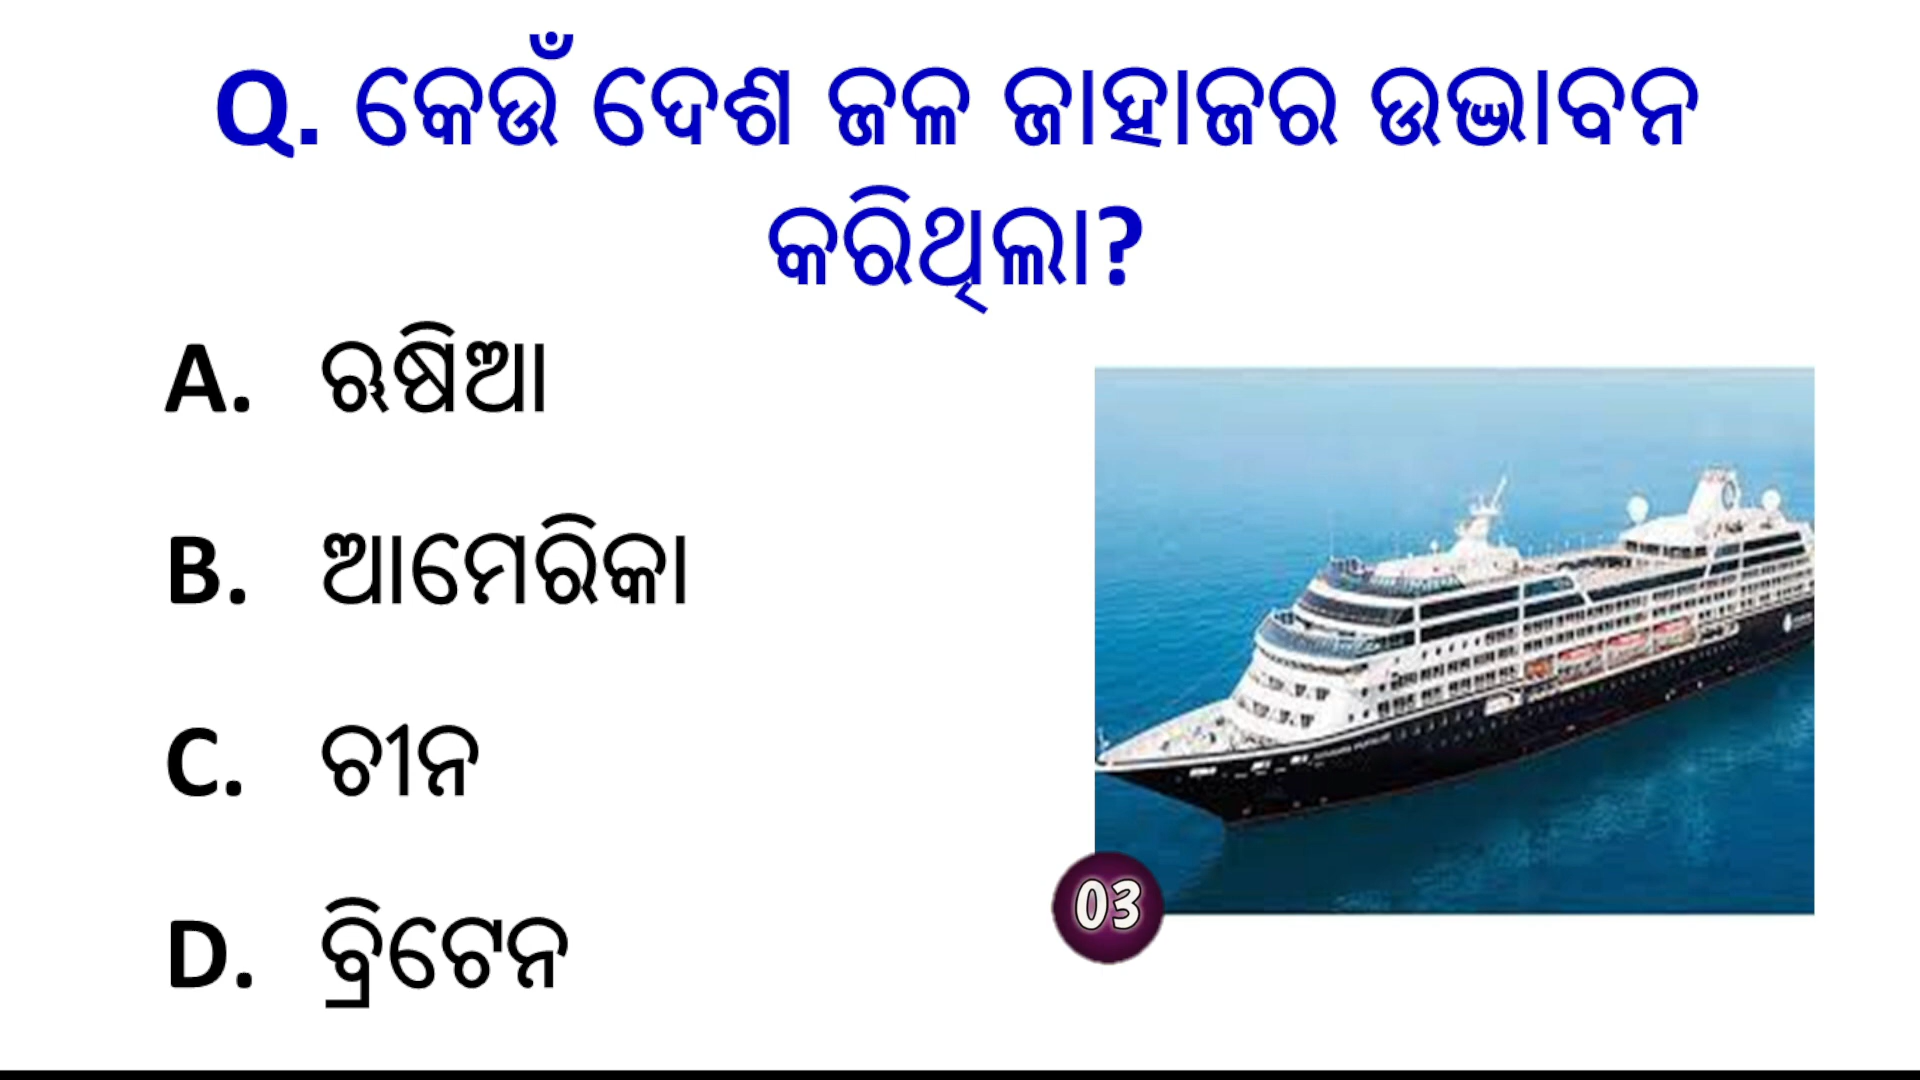 Q. କେଉଁ ଦେଶ ଜଳ ଜାହାଜର ଉଦ୍ଭାବନ
କରିଥିଲା?
A. ଋଷିଆ
B. ଆମେରିକା
C. ଚୀନ
D. ବ୍ରିଟେନ
03